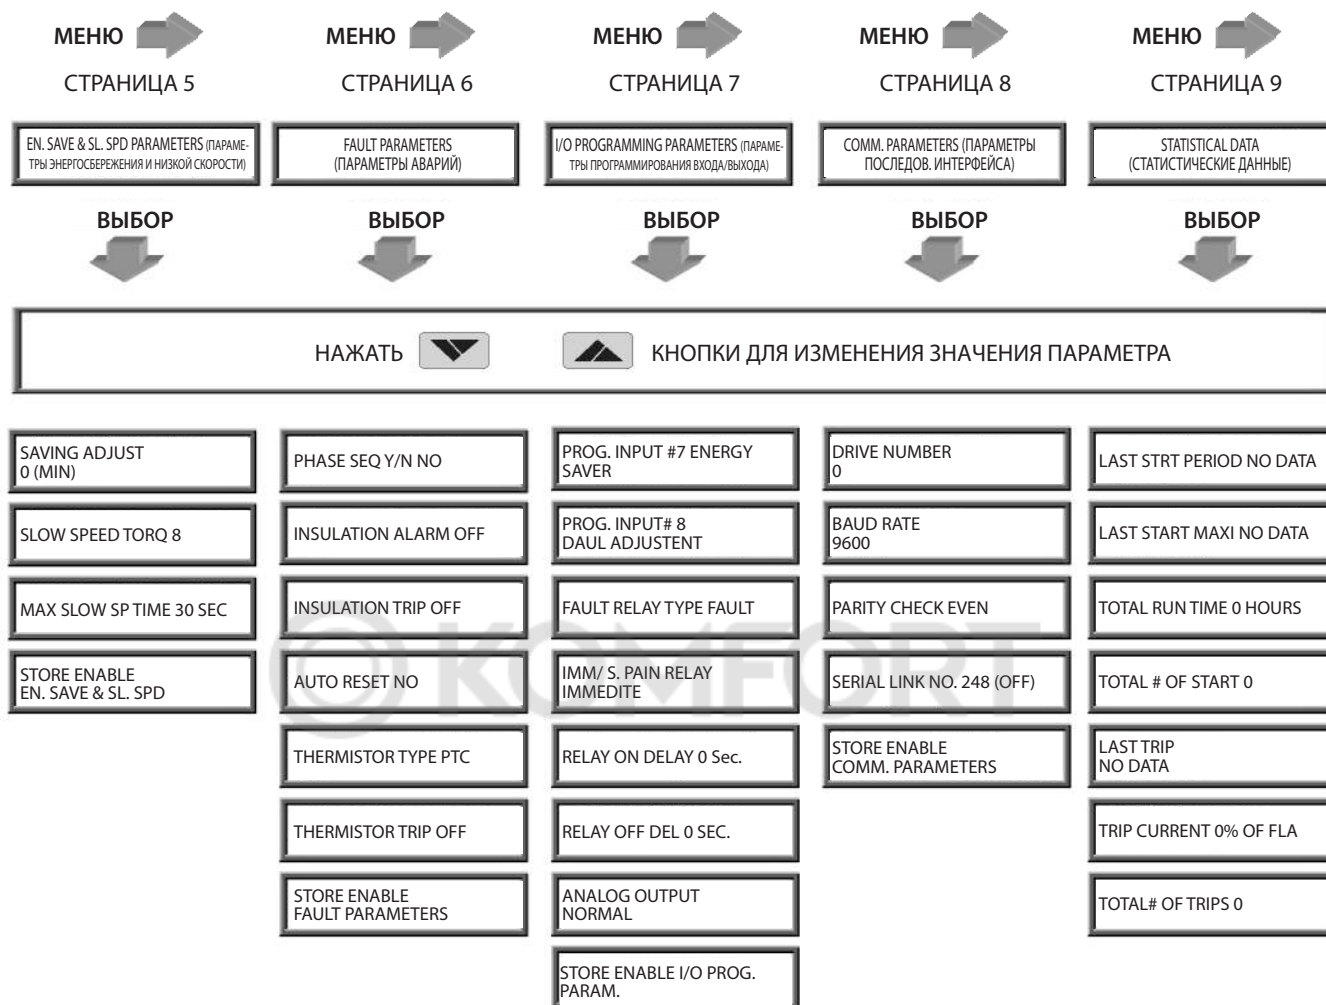 МЕНЮ МЕНЮ МЕНЮ МЕНЮ МЕНЮ
СТРАНИЦА 5 СТРАНИЦА 6 СТРАНИЦА 7 СТРАНИЦА 8 СТРАНИЦА 9
EN. SAVE & SL. SPD PARAMETERS (ПАРАМЕ-
ТРЫ ЭНЕРГОСБЕРЕЖЕНИЯ И НИЗКОЙ СКОРОСТИ)
FAULT PARAMETERS
(ПАРАМЕТРЫ АВАРИЙ)
I/O PROGRAMMING PARAMETERS (ПАРАМЕ-
ТРЫ ПРОГРАММИРОВАНИЯ ВХОДА/ВЫХОДА)
COMM. PARAMETERS (ПАРАМЕТРЫ
ПОСЛЕДОВ. ИНТЕРФЕЙСА)
STATISTICAL DATA
(СТАТИСТИЧЕСКИЕ ДАННЫЕ)
ВЫБОР ВЫБОР ВЫБОР ВЫБОР ВЫБОР
НАЖАТЬ КНОПКИ ДЛЯ ИЗМЕНЕНИЯ ЗНАЧЕНИЯ ПАРАМЕТРА
SAVING ADJUST
0 (MIN)
SLOW SPEED TORQ 8
MAX SLOW SP TIME 30 SEC
STORE ENABLE
EN. SAVE & SL. SPD
PHASE SEQ Y/N NO
INSULATION ALARM OFF
INSULATION TRIP OFF
AUTO RESET NO
THERMISTOR TYPE PTC
THERMISTOR TRIP OFF
STORE ENABLE
FAULT PARAMETERS
PROG. INPUT #7 ENERGY
SAVER
PROG. INPUT# 8
DAUL ADJUSTENT
FAULT RELAY TYPE FAULT
IMM/ S. PAIN RELAY
IMMEDITE
RELAY ON DELAY 0 Sec.
RELAY OFF DEL 0 SEC.
ANALOG OUTPUT
NORMAL
STORE ENABLE I/O PROG.
PARAM.
DRIVE NUMBER
0
BAUD RATE
9600
PARITY CHECK EVEN
SERIAL LINK NO. 248 (OFF)
STORE ENABLE
COMM. PARAMETERS
LAST STRT PERIOD NO DATA
LAST START MAXI NO DATA
TOTAL RUN TIME 0 HOURS
TOTAL # OF START 0
LAST TRIP
NO DATA
TRIP CURRENT 0% OF FLA
TOTAL# OF TRIPS 0
KOMFORT